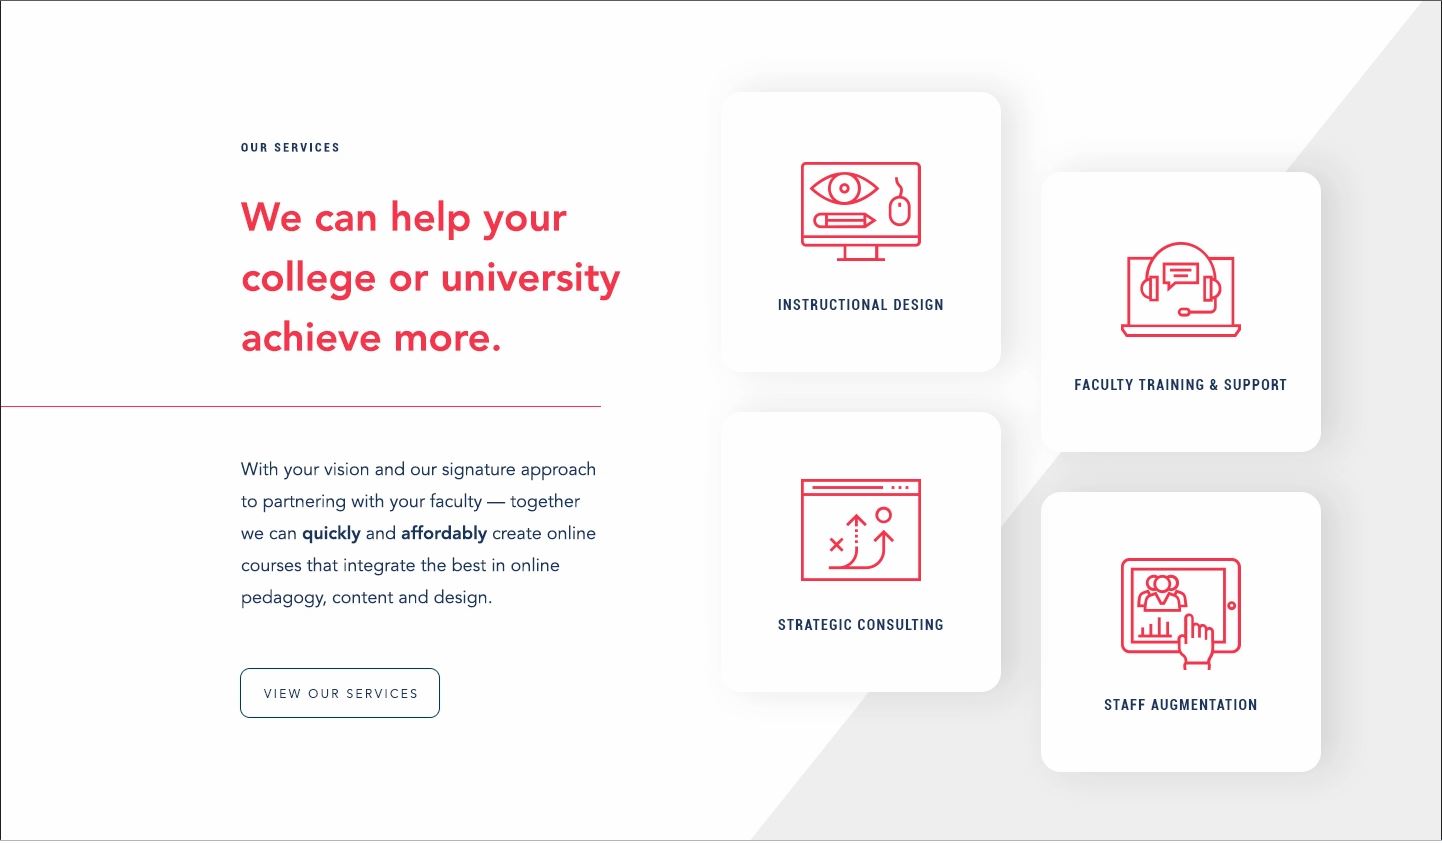 OUR SERVICES
We can help your
college or university
achieve more.
With your vision and our signature approach
to partnering with your faculty — together
we can quickly and affordably create online
courses that integrate the best in online
pedagogy, content and design.
VIEW OUR SERVICES
INSTRUCTIONAL DESIGN
FACULTY TRAINING & SUPPORT
STRATEGIC CONSULTING
STAFF AUGMENTATION